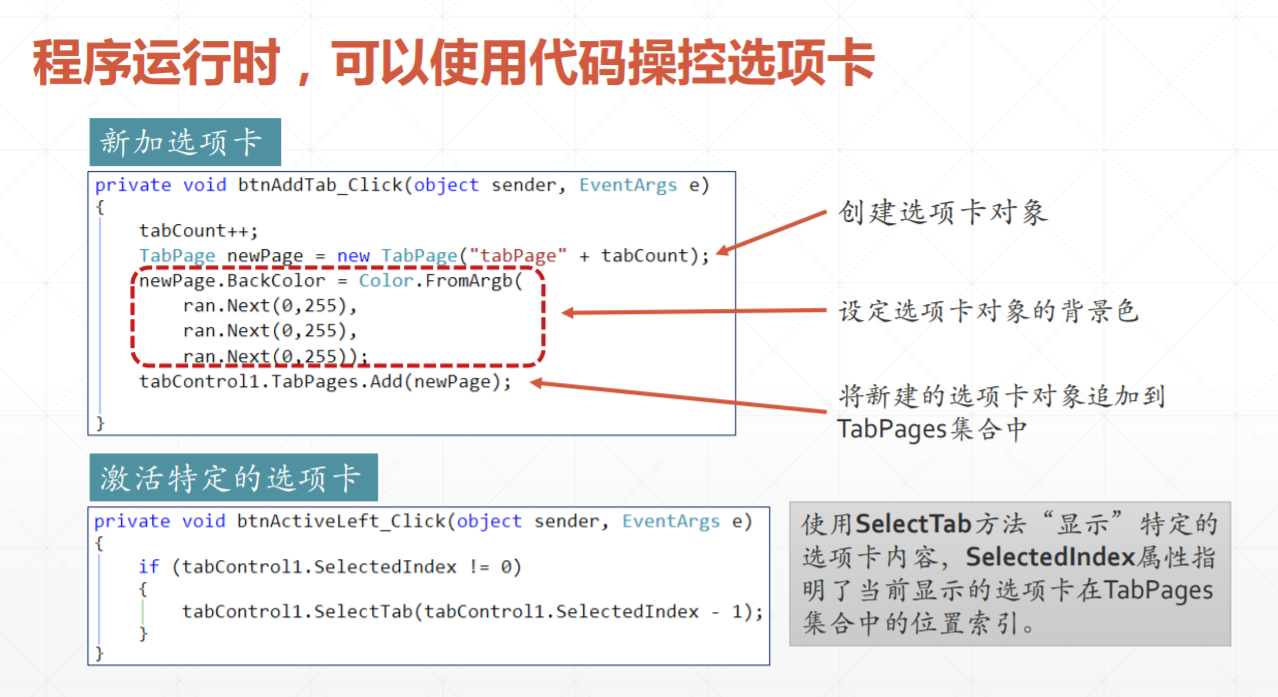 程序运行时，可以使用代码操控选项卡
新加选项卡
private void btnAddTab_Click(object sender, EventArgs e)
{
tabCount++;
TabPage newPage = new TabPage("tabPage" + tabCount);
newPage.BackColor = Color.FromArgb(
ran.Next(0,255),
ran.Next(0,255),
ran.Next(0,255));
tabControl1.TabPages.Add(newPage);
}
创建选项卡对象
设定选项卡对象的背景色
将新建的选项卡对象追加到
TabPages集合中
激活特定的选项卡
private void btnActiveLeft_Click(object sender, EventArgs e)
{
if (tabControl1.SelectedIndex != 0)
{
tabControl1.SelectTab(tabControl1.SelectedIndex - 1);
}
}
使用SelectTab方法“显示”特定的
选项卡内容，SelectedIndex属性指
明了当前显示的选项卡在TabPages
集合中的位置索引。